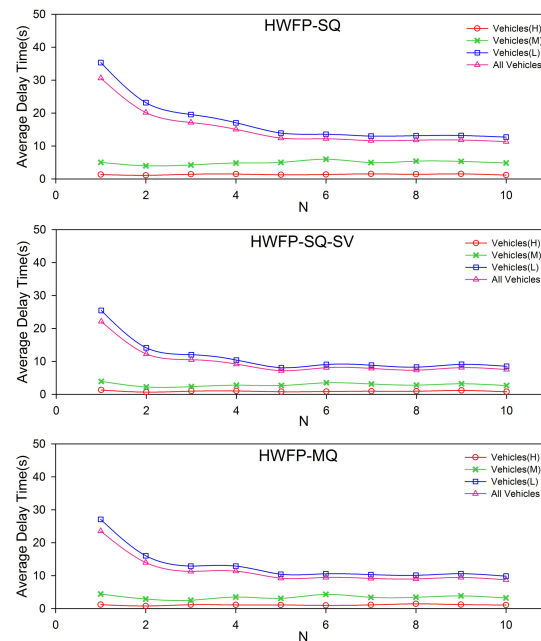 HWFP-SQ
Average Delay Time(s)
50
40
30
20
10
0
Vehicles(H)
Vehicles(M)
Vehicles(L)
All Vehicles
0 2 4 6 8 10
N
HWFP-SQ-SV
Average Delay Time(s)
50
40
30
20
10
0
Vehicles(H)
Vehicles(M)
Vehicles(L)
All Vehicles
0 2 4 6 8 10
N
HWFP-MQ
Average Delay Time(s)
50
40
30
20
10
0
Vehicles(H)
Vehicles(M)
Vehicles(L)
All Vehicles
0 2 4 6 8 10
N